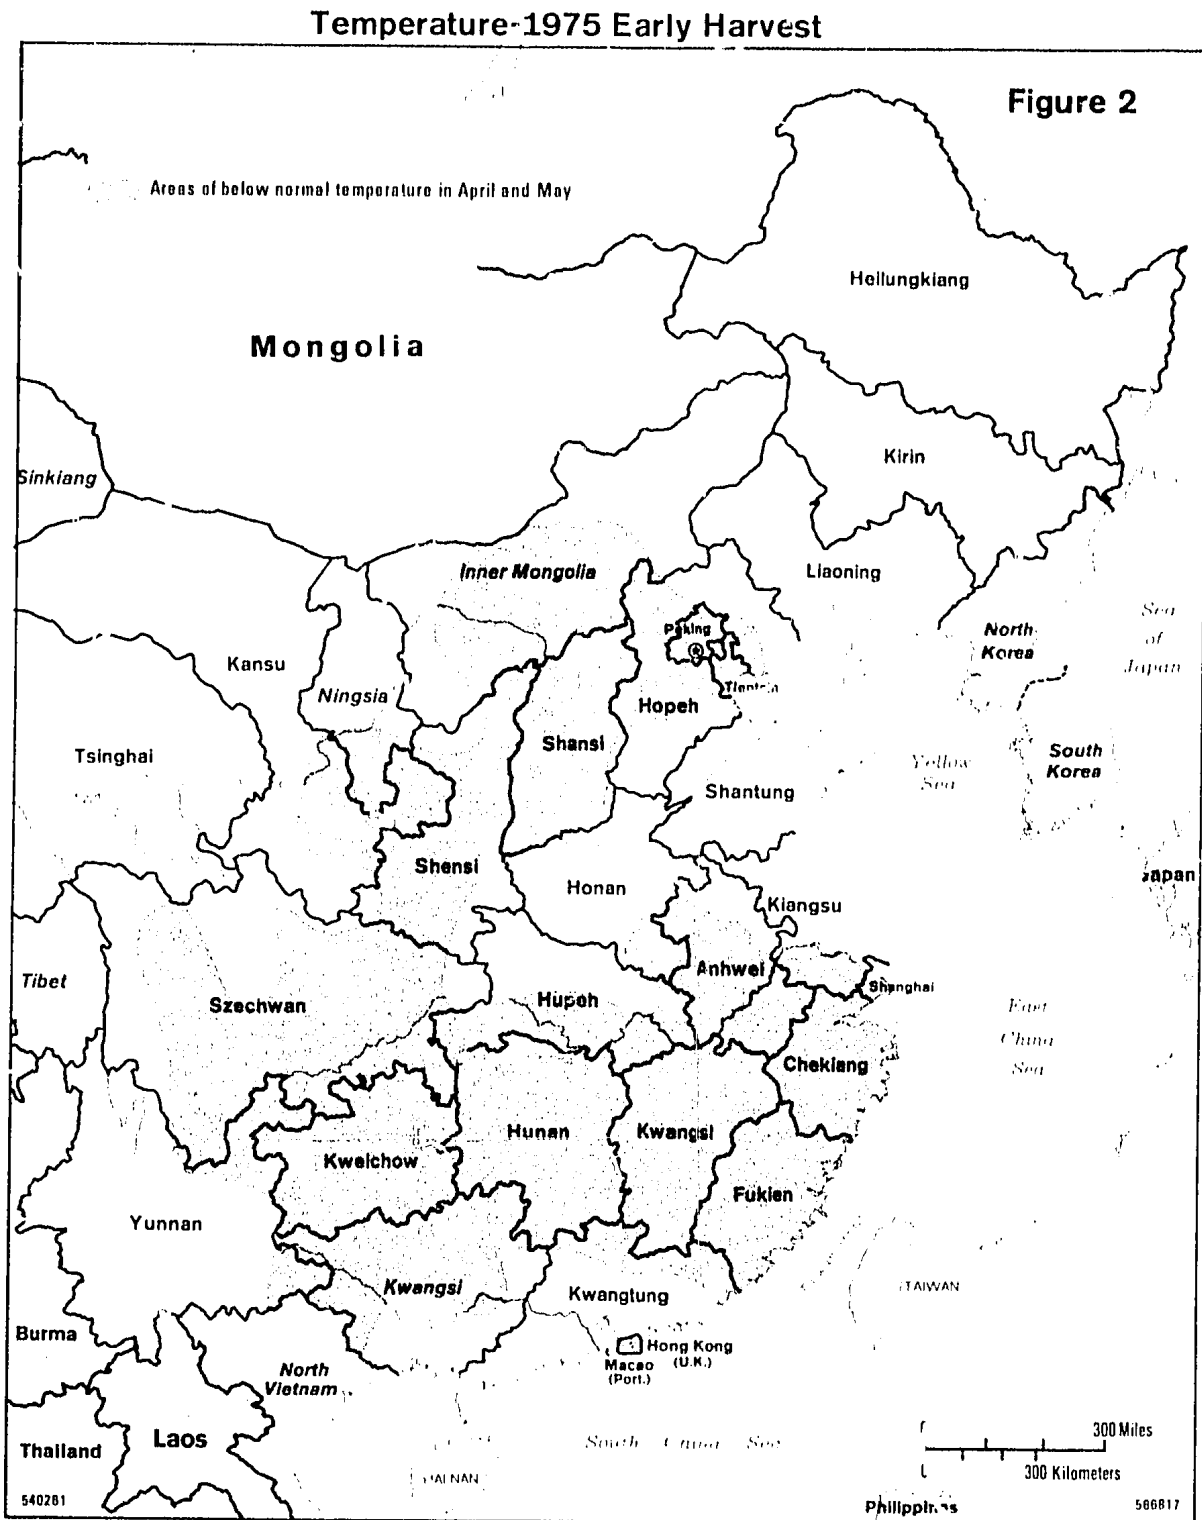 Temperature-1975 Early Harvest
Figure 2
Areas of below normal temperature in April and May
Heilungkiang
Mongolia
Kirin
Sinkiang
Inner Mongolia
Liaoning
Sea
of
Japan
North
Korea
Peking
Kansu
Ningsia
Hopeh
Shansi
Tsinghai
South
Korea
Yellow
Sea
Shantung
Shensi
Honan
Japan
Kiangsu
Anhwei
Tibet
Szechwan
Hupeh
Shanghai
East
China
Sea
Chekiang
Hunan
Kwangsi
Kweichow
Fukien
Yunnan
Kwangsi
Kwangtung
TAIWAN
Burma
Hong Kong
(U.K.)
Macao
(Port.)
North
Vietnam
Laos
Thailand
South China Sea
300 Miles
300 Kilometers
Philippines
540281
586817